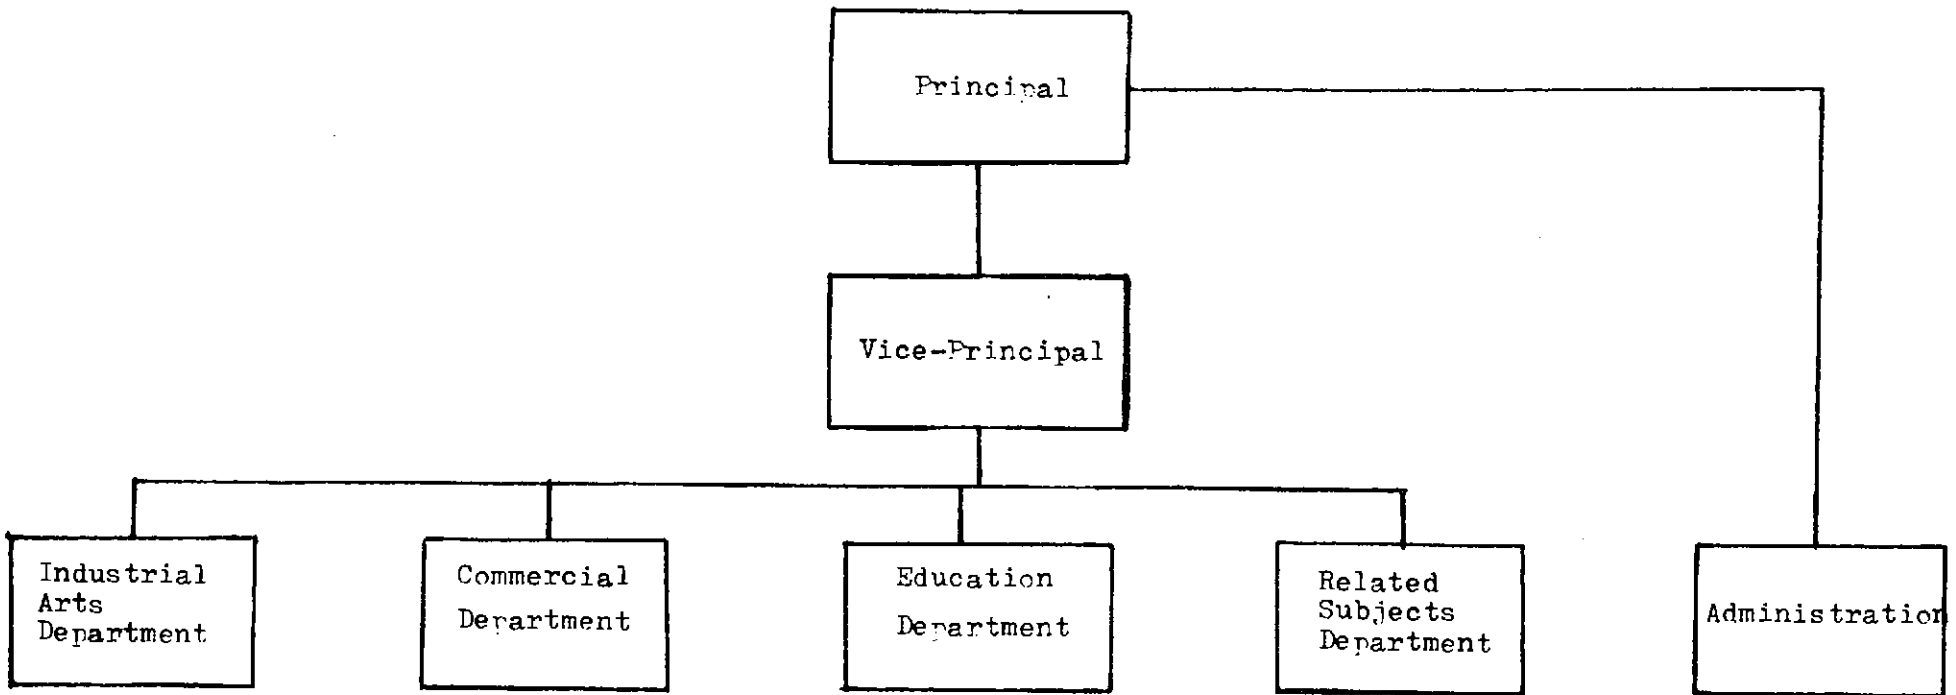 Principal
Vice-Principal
Industrial
Arts
Department
Commercial
Department
Education
Department
Related
Subjects
Department
Administration